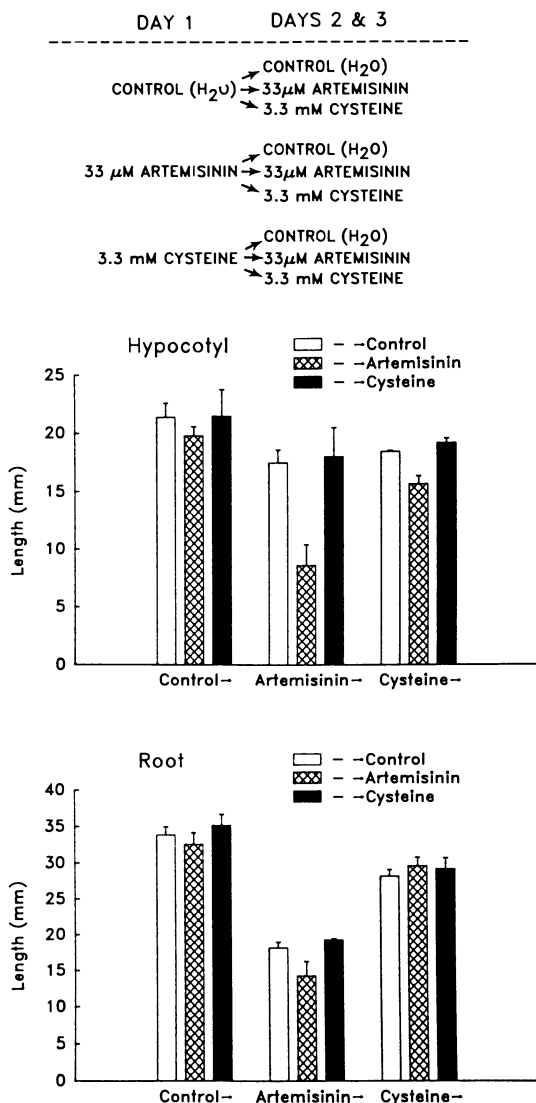 DAY 1 DAYS 2 & 3
CONTROL (H2O)
CONTROL (H2O) 33μM ARTEMISININ
3.3 mM CYSTEINE
CONTROL (H2O)
33 μM ARTEMISININ 33μM ARTEMISININ
3.3 mM CYSTEINE
CONTROL (H2O)
3.3 mM CYSTEINE 33μM ARTEMISININ
3.3 mM CYSTEINE
Hypocotyl
– →Control
– →Artemisinin
– →Cysteine
Length (mm)
25
20
15
10
5
0
Control→ Artemisinin→ Cysteine→
Root
– →Control
– →Artemisinin
– →Cysteine
Length (mm)
40
35
30
25
20
15
10
5
0
Control→ Artemisinin→ Cysteine→